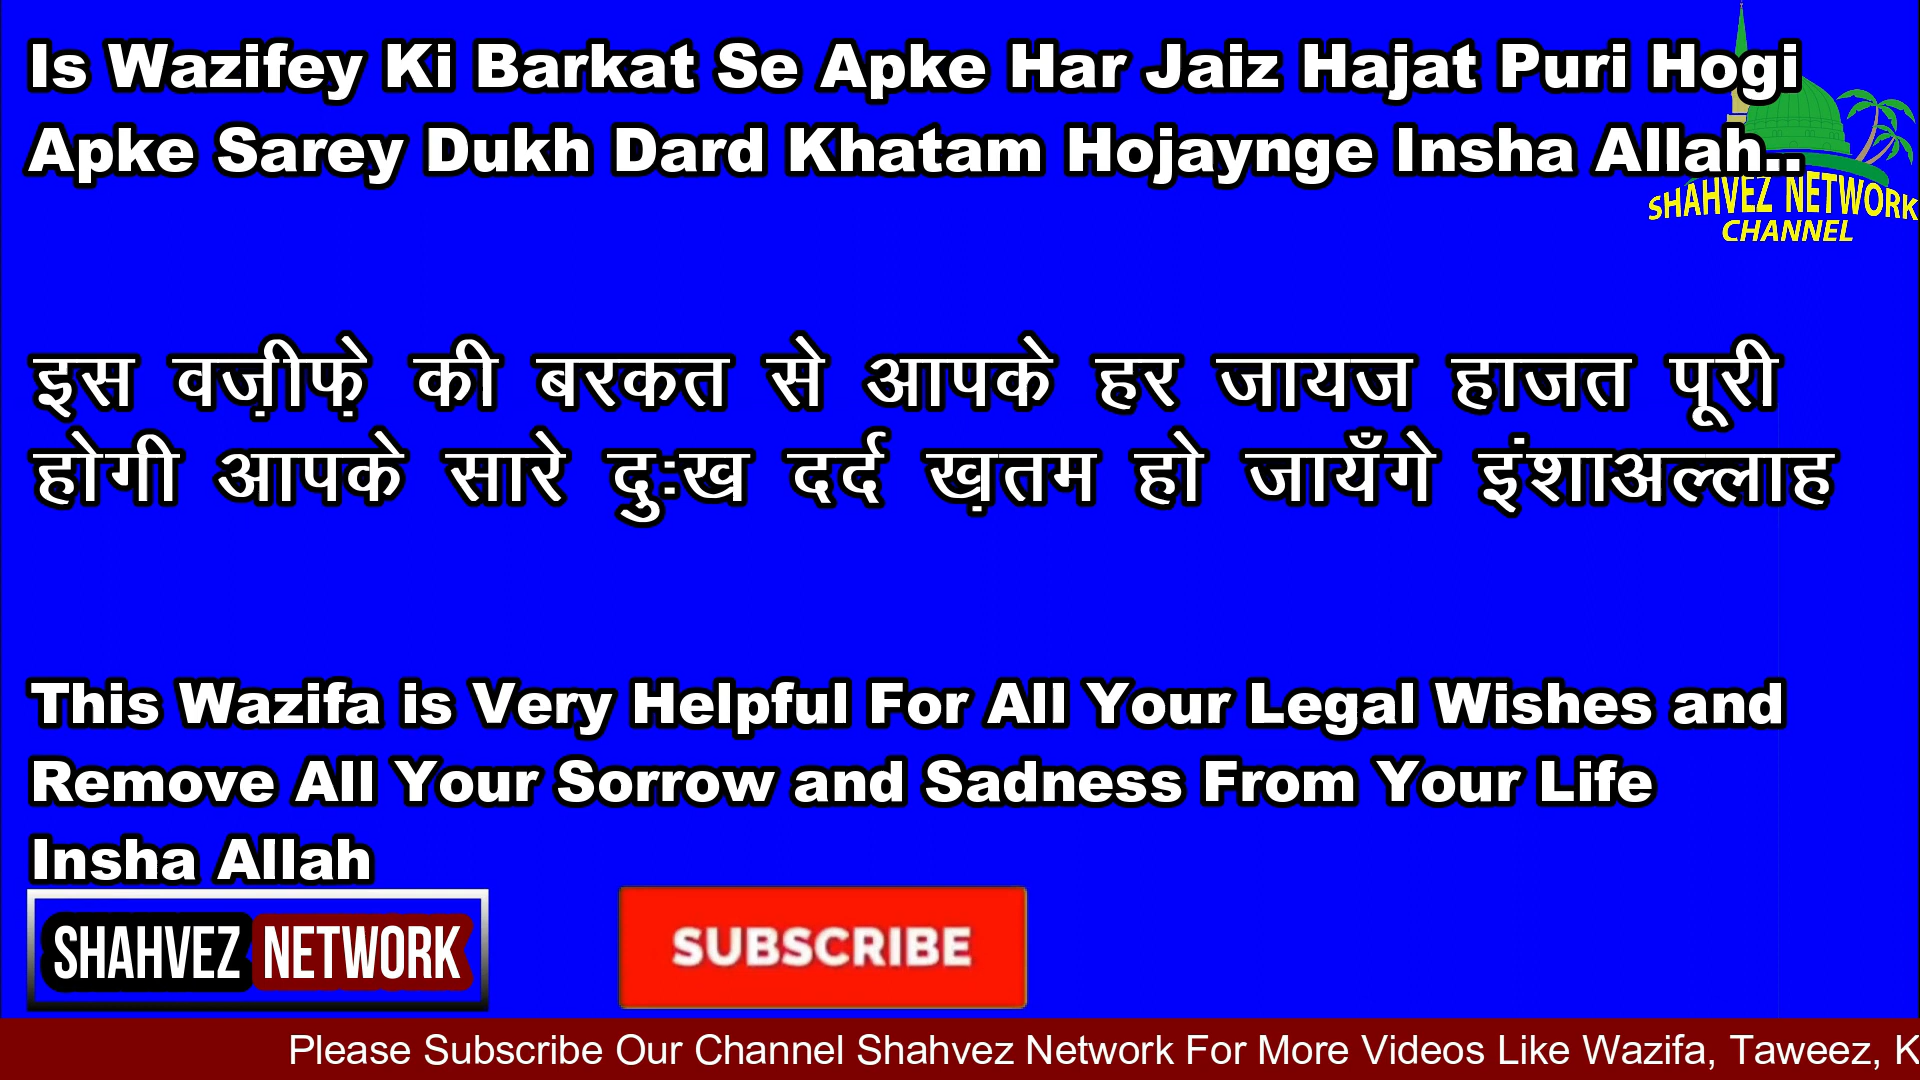 Is Wazifey Ki Barkat Se Apke Har Jaiz Hajat Puri Hogi
Apke Sarey Dukh Dard Khatam Hojaynge Insha Allah..
SHAHVEZ NETWORK
CHANNEL
इस वज़ीफ़े की बरकत से आपके हर जायज हाजत पूरी
होगी आपके सारे दुःख दर्द ख़तम हो जायँगे इंशाअल्लाह
This Wazifa is Very Helpful For All Your Legal Wishes and
Remove All Your Sorrow and Sadness From Your Life
Insha Allah
SHAHVEZ NETWORK
SUBSCRIBE
Please Subscribe Our Channel Shahvez Network For More Videos Like Wazifa, Taweez, K